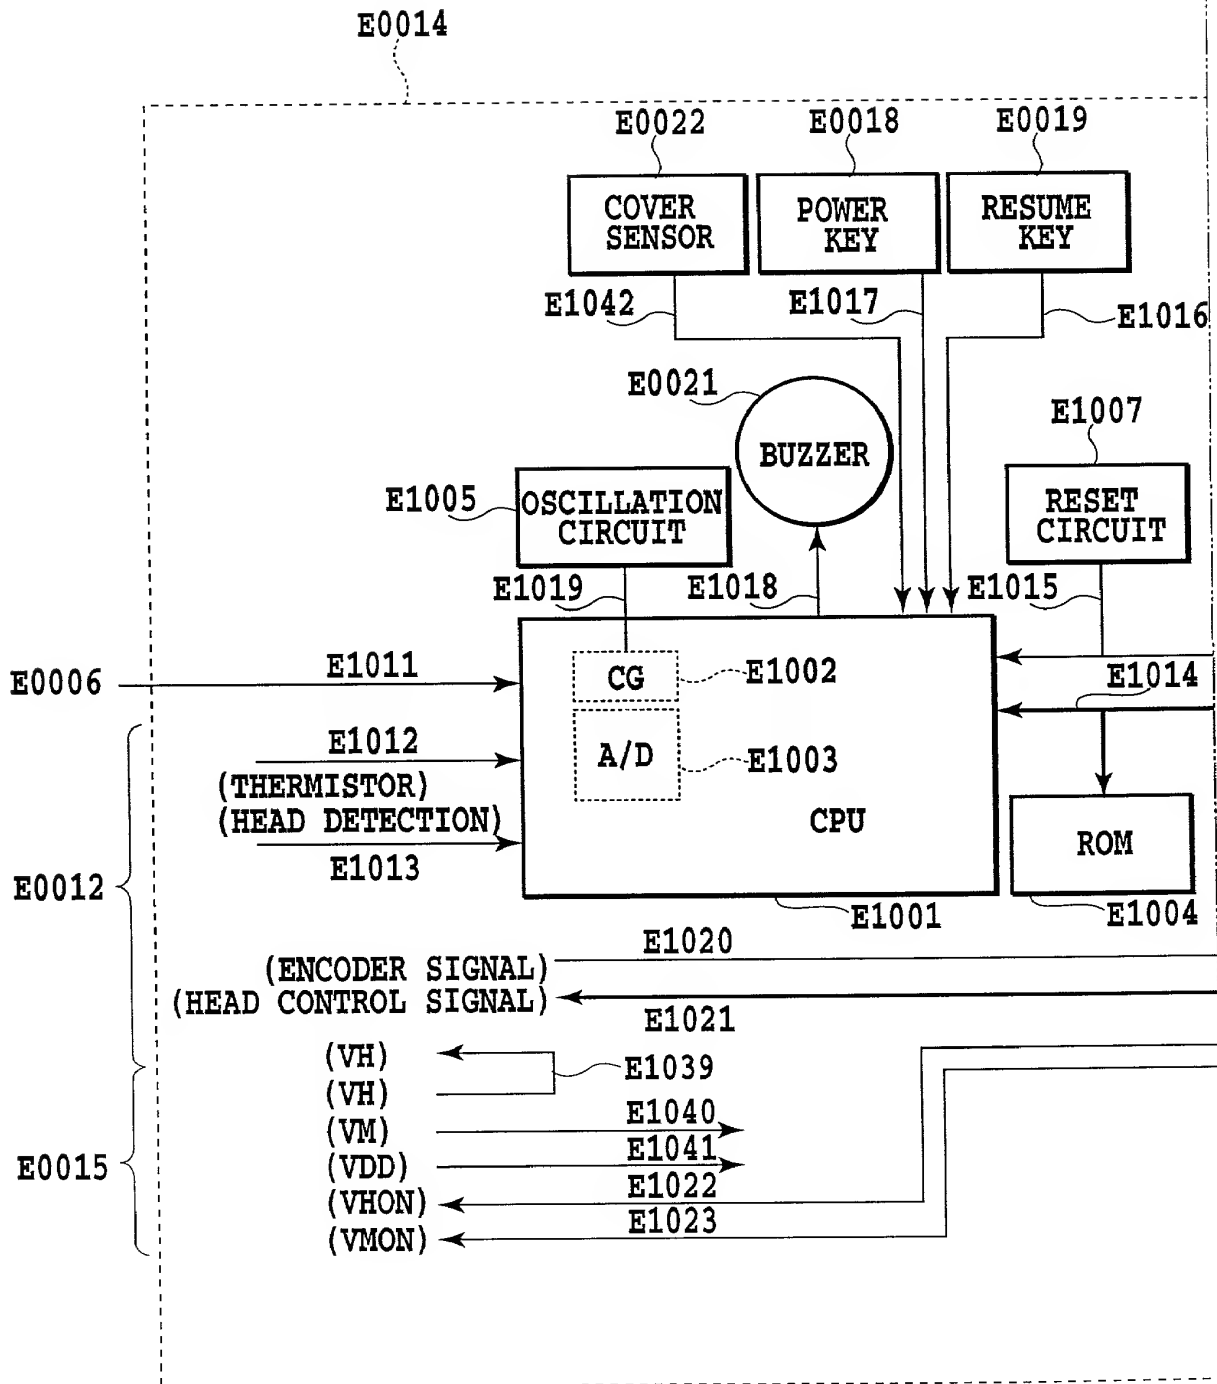 E0014
E0022
E0018
E0019
COVER
SENSOR
POWER
KEY
RESUME
KEY
E1042
E1017
E1016
E0021
E1007
BUZZER
E1005
OSCILLATION
CIRCUIT
RESET
CIRCUIT
E1019
E1018
E1015
E0006
E1011
CG
E1002
E1014
E1012
A/D
E1003
(THERMISTOR)
(HEAD DETECTION)
CPU
ROM
E1013
E0012
E1001
E1004
E1020
(ENCODER SIGNAL)
(HEAD CONTROL SIGNAL)
E1021
(VH)
E1039
(VH)
E1040
(VM)
E1041
E0015
(VDD)
E1022
(VHON)
E1023
(VMON)